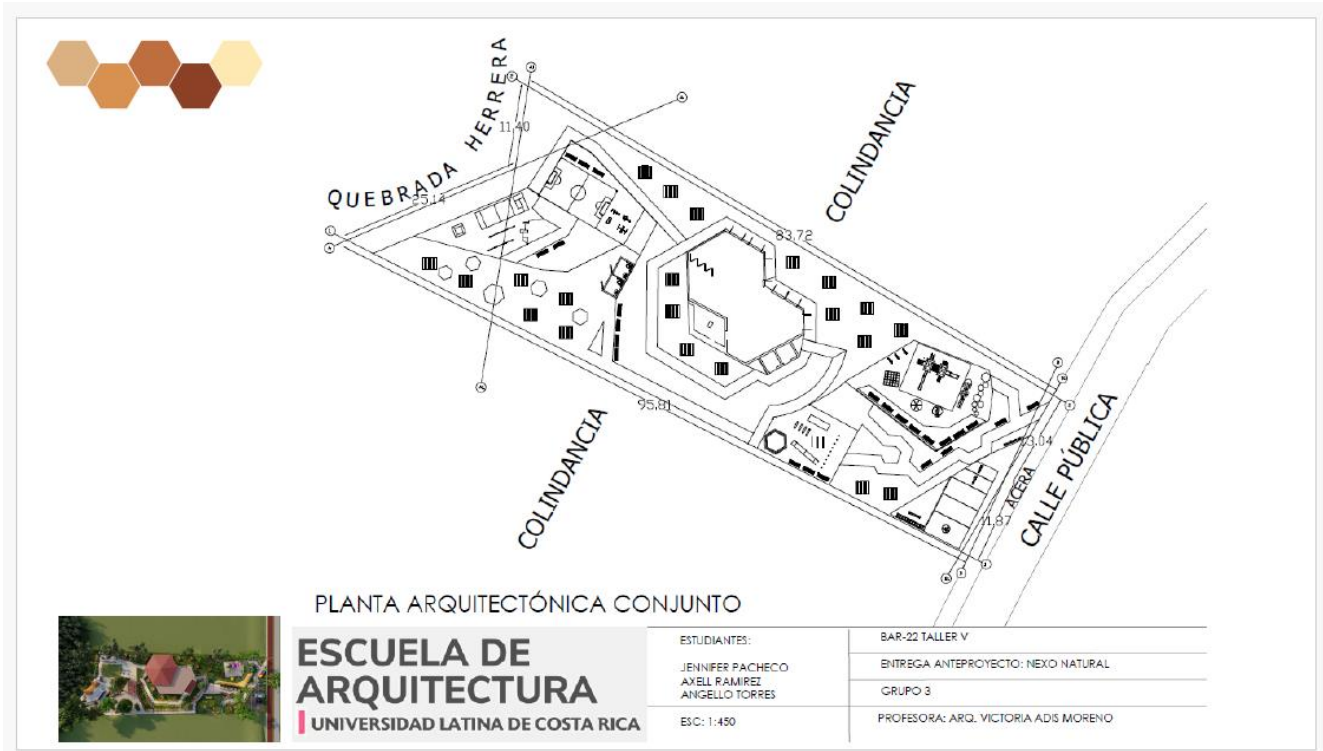 QUEBRADA HERRERA
11,40
25,14
COLINDANCIA
83,72
95,81
COLINDANCIA
13,04
ACERA
11,87
CALLE PÚBLICA
PLANTA ARQUITECTÓNICA CONJUNTO
ESCUELA DE
ARQUITECTURA
UNIVERSIDAD LATINA DE COSTA RICA
ESTUDIANTES:
JENNIFER PACHECO
AXELL RAMIREZ
ANGELLO TORRES
ESC: 1:450
BAR-22 TALLER V
ENTREGA ANTEPROYECTO: NEXO NATURAL
GRUPO 3
PROFESORA: ARQ. VICTORIA ADIS MORENO